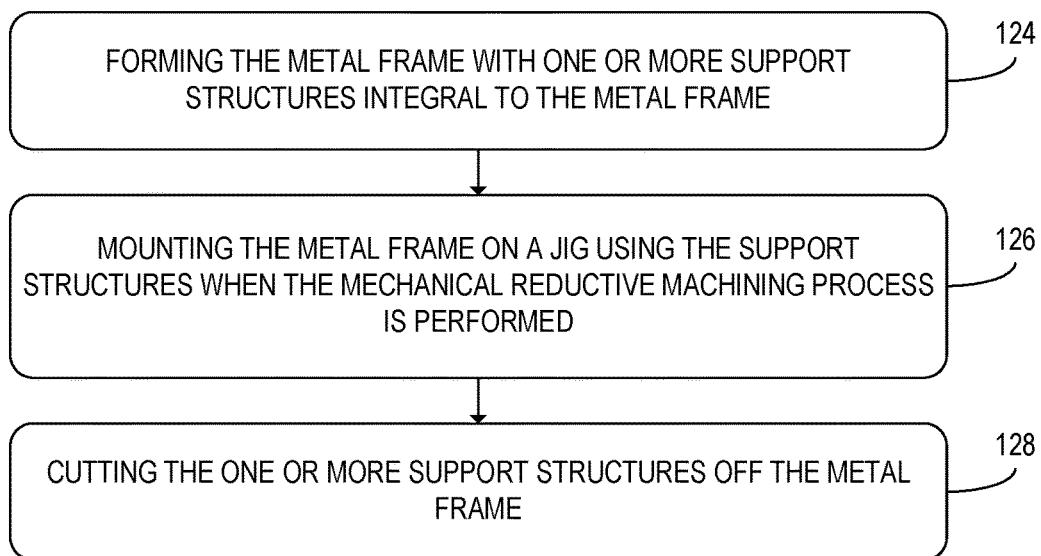 124
FORMING THE METAL FRAME WITH ONE OR MORE SUPPORT
STRUCTURES INTEGRAL TO THE METAL FRAME
126
MOUNTING THE METAL FRAME ON A JIG USING THE SUPPORT
STRUCTURES WHEN THE MECHANICAL REDUCTIVE MACHINING PROCESS
IS PERFORMED
128
CUTTING THE ONE OR MORE SUPPORT STRUCTURES OFF THE METAL
FRAME